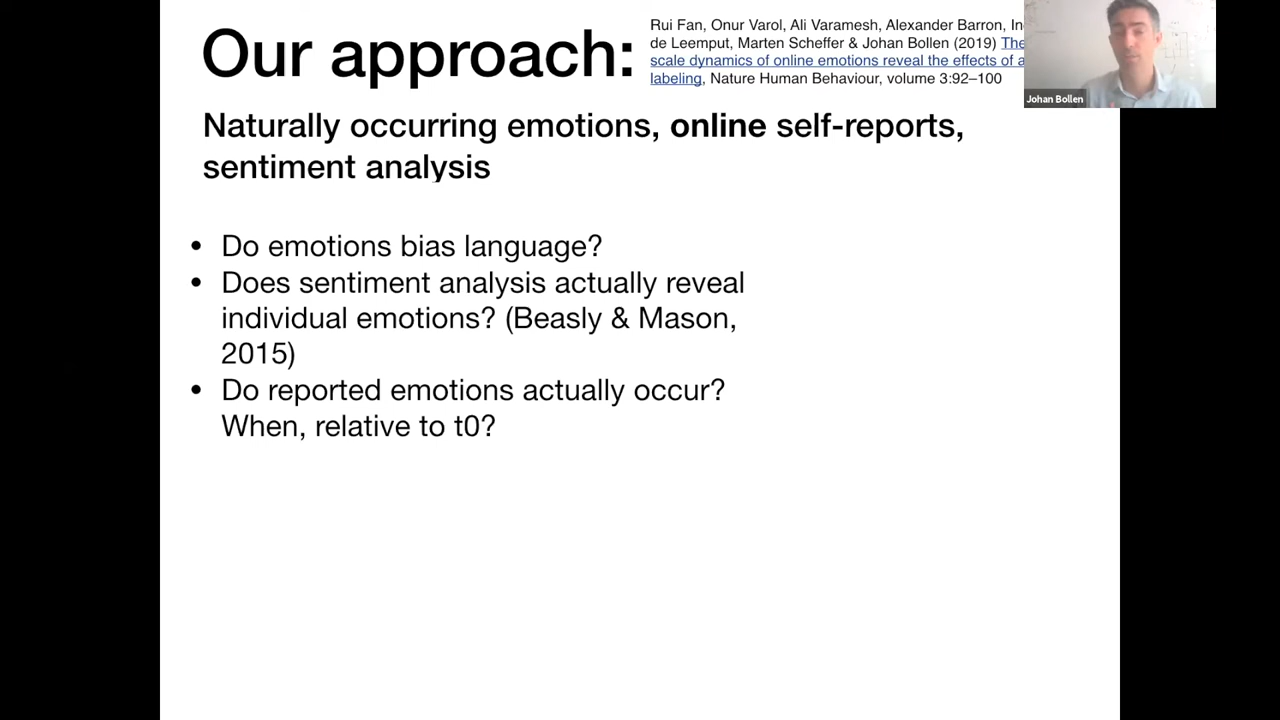 Our approach:
Rui Fan, Onur Varol, Ali Varamesh, Alexander Barron,
de Leemput, Marten Scheffer & Johan Bollen (2019) The
scale dynamics of online emotions reveal the effects of
labeling, Nature Human Behaviour, volume 3:92–100
Johan Bollen
Naturally occurring emotions, online self-reports,
sentiment analysis
• Do emotions bias language?
• Does sentiment analysis actually reveal
individual emotions? (Beasly & Mason,
2015)
• Do reported emotions actually occur?
When, relative to t0?